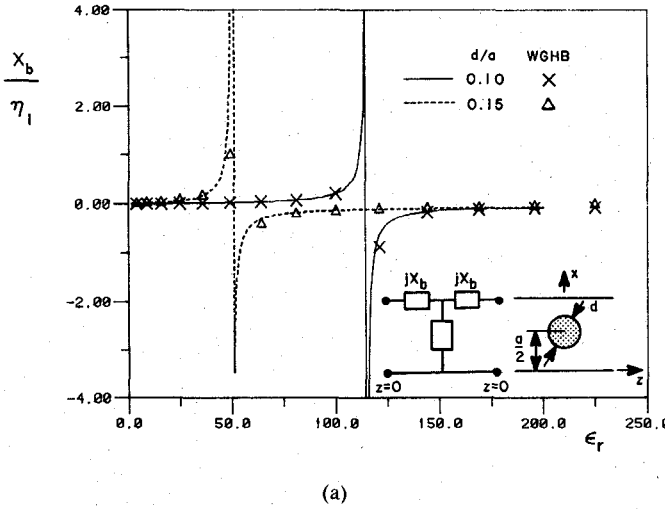 4.00
X_b
η_1
d/a WGHB
0.10 ×
0.15 △
2.00
0.00
-2.00
-4.00
jX_b jX_b
x
d
a
2
z
z=0 z=0
0.0 50.0 100.0 150.0 200.0 250.0
ϵ_r
(a)